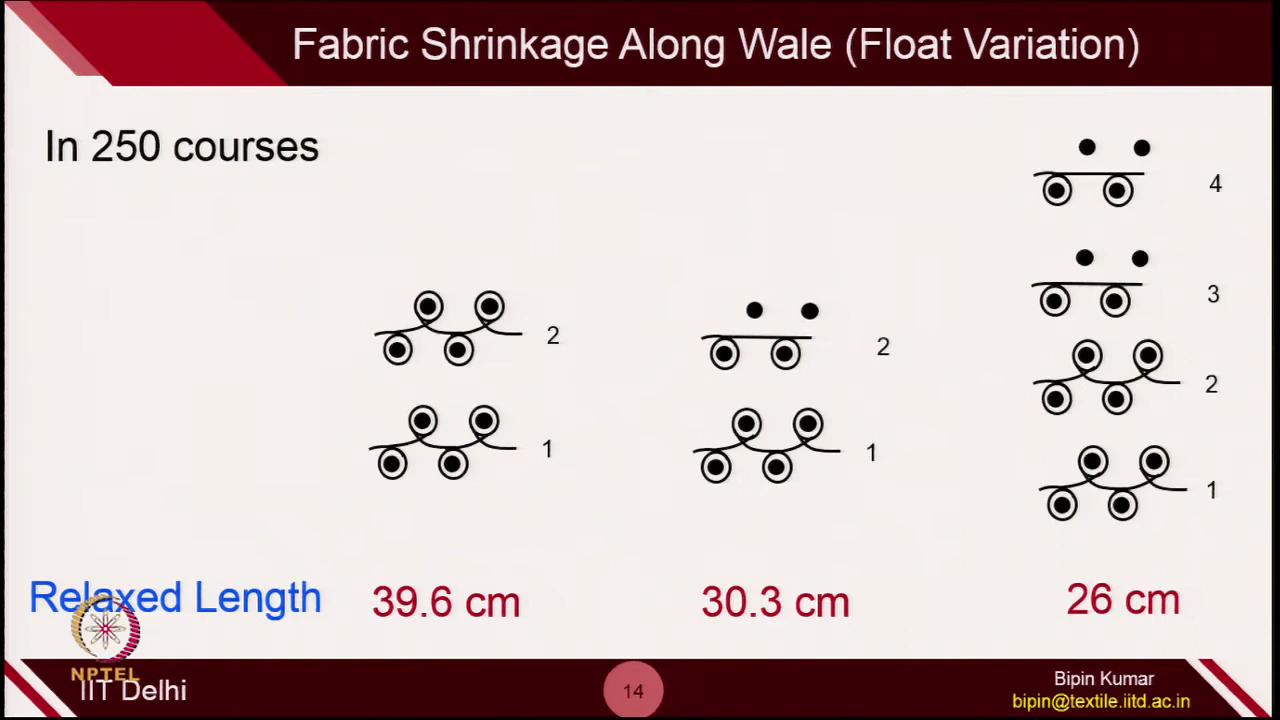 Fabric Shrinkage Along Wale (Float Variation)
In 250 courses
4
3
2
2
2
1
1
1
Relaxed Length
39.6 cm
30.3 cm
26 cm
NPTEL
IIT Delhi
14
Bipin Kumar
bipin@textile.iitd.ac.in